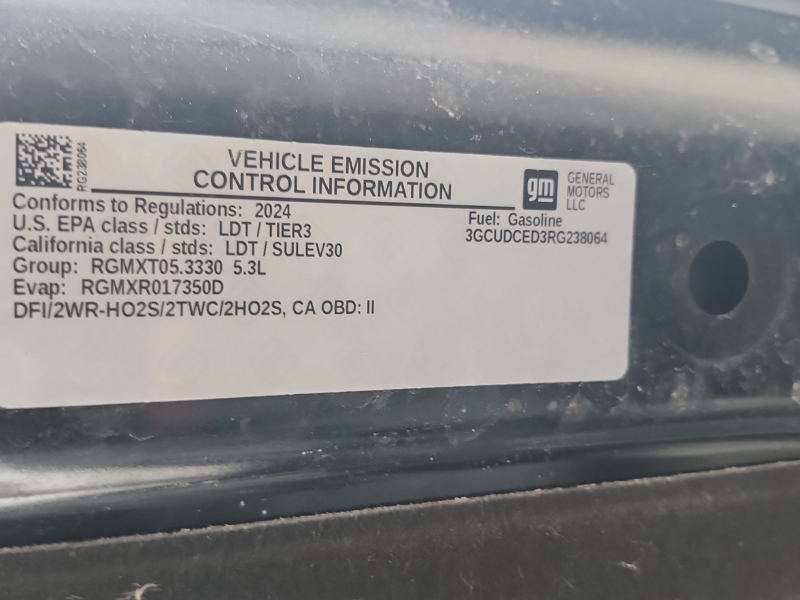 RG238064
VEHICLE EMISSION
CONTROL INFORMATION
gm
GENERAL
MOTORS
LLC
Conforms to Regulations: 2024
U.S. EPA class / stds: LDT / TIER3
California class / stds: LDT / SULEV30
Group: RGMXT05.3330 5.3L
Evap: RGMXR017350D
DFI/2WR-HO2S/2TWC/2HO2S, CA OBD: II
Fuel: Gasoline
3GCUDCED3RG238064